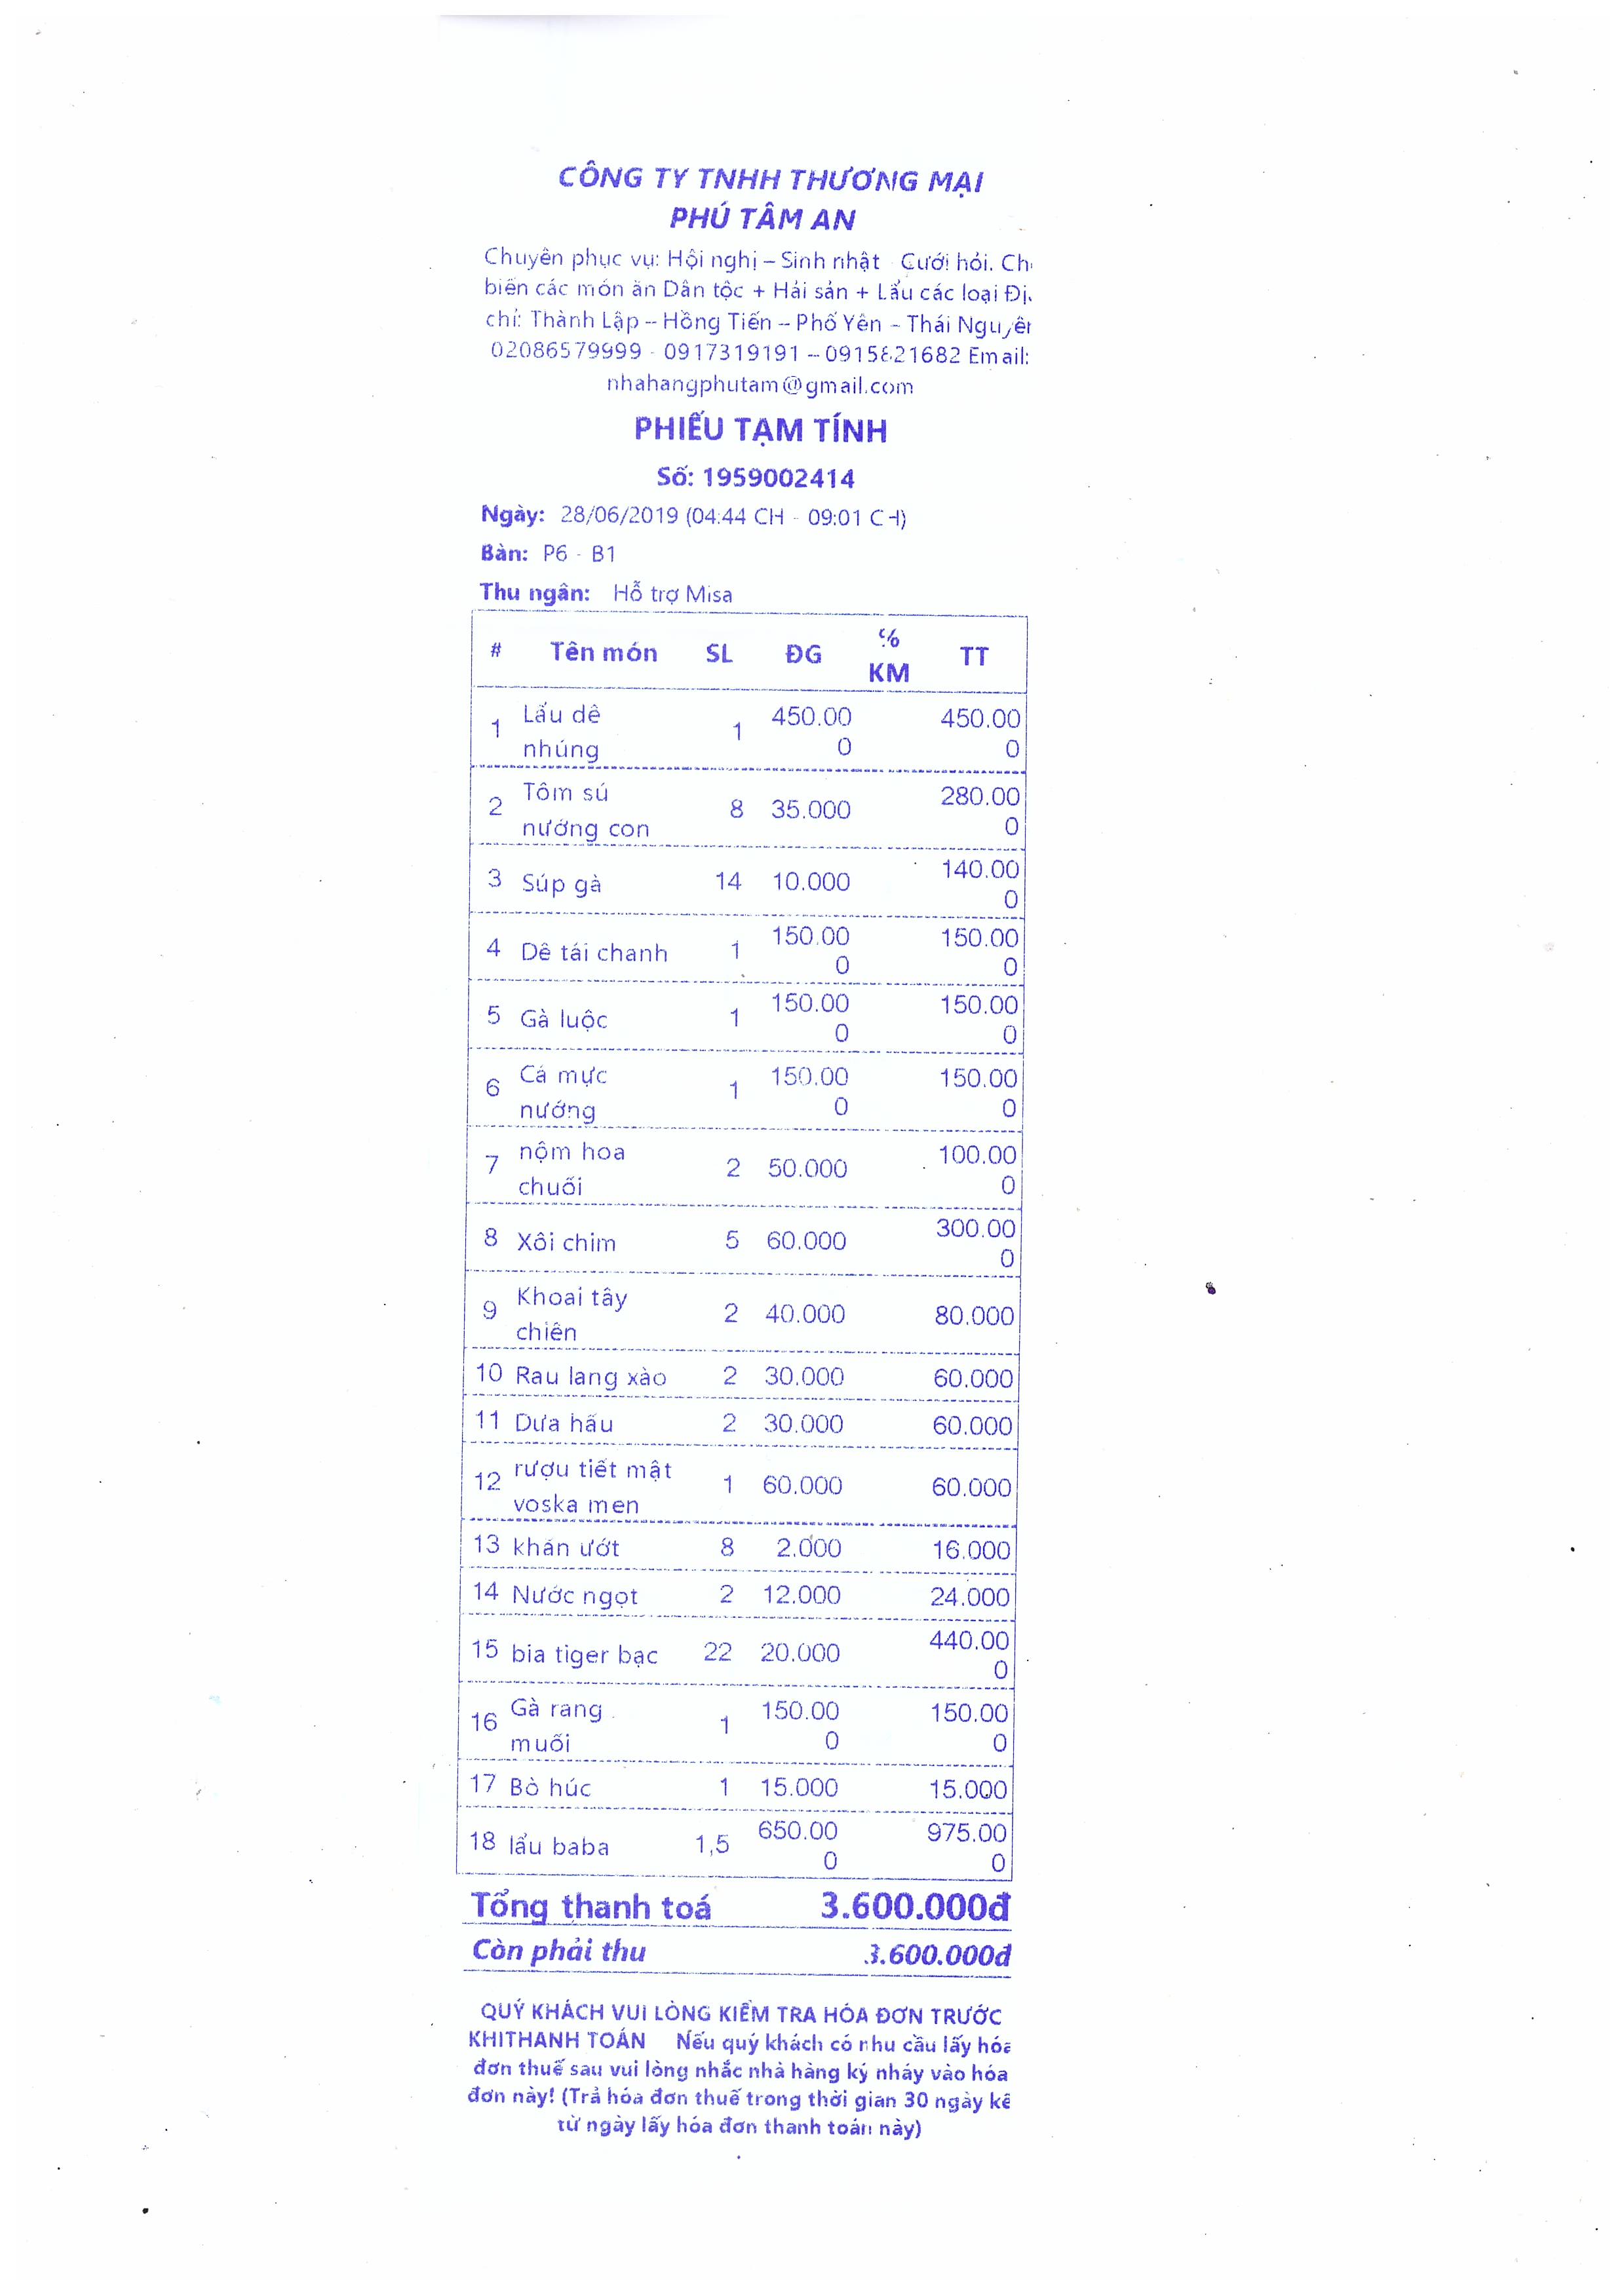 CÔNG TY TNHH THƯƠNG MẠI
PHÚ TÂM AN
Chuyên phục vụ: Hội nghị – Sinh nhật Cưới hỏi. Ch
biến các món ăn Dân tộc + Hải sản + Lẩu các loại Đị
chỉ: Thành Lập – Hồng Tiến – Phổ Yên – Thái Nguyên
02086579999 - 0917319191 – 0915821682 Email:
nhahangphutam@gmail.com
PHIẾU TẠM TÍNH
Số: 1959002414
Ngày: 28/06/2019 (04:44 CH - 09:01 CH)
Bàn: P6 - B1
Thu ngân: Hỗ trợ Misa
# Tên món SL ĐG % KM TT
1 Lẩu dê nhúng 1 450.000 450.000
2 Tôm sú nướng con 8 35.000 280.000
3 Súp gà 14 10.000 140.000
4 Dê tái chanh 1 150.000 150.000
5 Gà luộc 1 150.000 150.000
6 Cá mực nướng 1 150.000 150.000
7 nộm hoa chuối 2 50.000 100.000
8 Xôi chim 5 60.000 300.000
9 Khoai tây chiên 2 40.000 80.000
10 Rau lang xào 2 30.000 60.000
11 Dưa hấu 2 30.000 60.000
12 rượu tiết mật voska men 1 60.000 60.000
13 khăn ướt 8 2.000 16.000
14 Nước ngọt 2 12.000 24.000
15 bia tiger bạc 22 20.000 440.000
16 Gà rang muối 1 150.000 150.000
17 Bò húc 1 15.000 15.000
18 lẩu baba 1,5 650.000 975.000
Tổng thanh toá 3.600.000đ
Còn phải thu 3.600.000đ
QUÝ KHÁCH VUI LÒNG KIỂM TRA HÓA ĐƠN TRƯỚC
KHITHANH TOÁN Nếu quý khách có nhu cầu lấy hóa
đơn thuế sau vui lòng nhắc nhà hàng ký nháy vào hóa
đơn này! (Trả hóa đơn thuế trong thời gian 30 ngày kể
từ ngày lấy hóa đơn thanh toán này)